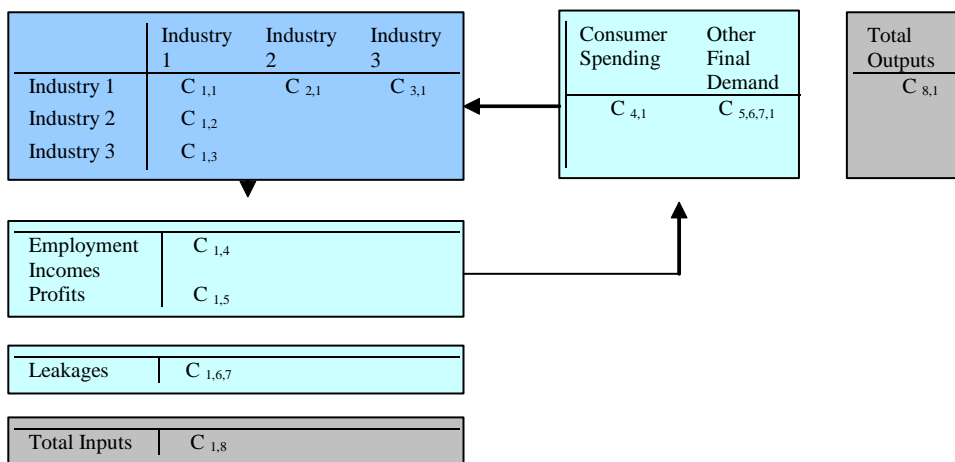 Industry 1 Industry 2 Industry 3
Industry 1 C 1,1 C 2,1 C 3,1
Industry 2 C 1,2
Industry 3 C 1,3
Consumer Spending Other Final Demand
C 4,1 C 5,6,7,1
Total Outputs
C 8,1
Employment Incomes C 1,4
Profits C 1,5
Leakages C 1,6,7
Total Inputs C 1,8